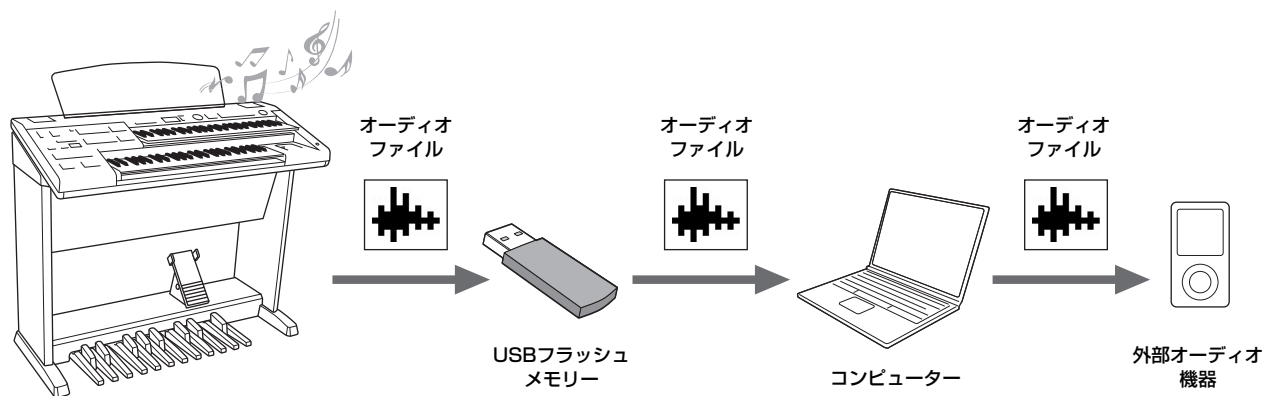 オーディオ
ファイル
オーディオ
ファイル
オーディオ
ファイル
USBフラッシュ
メモリー
コンピューター
外部オーディオ
機器